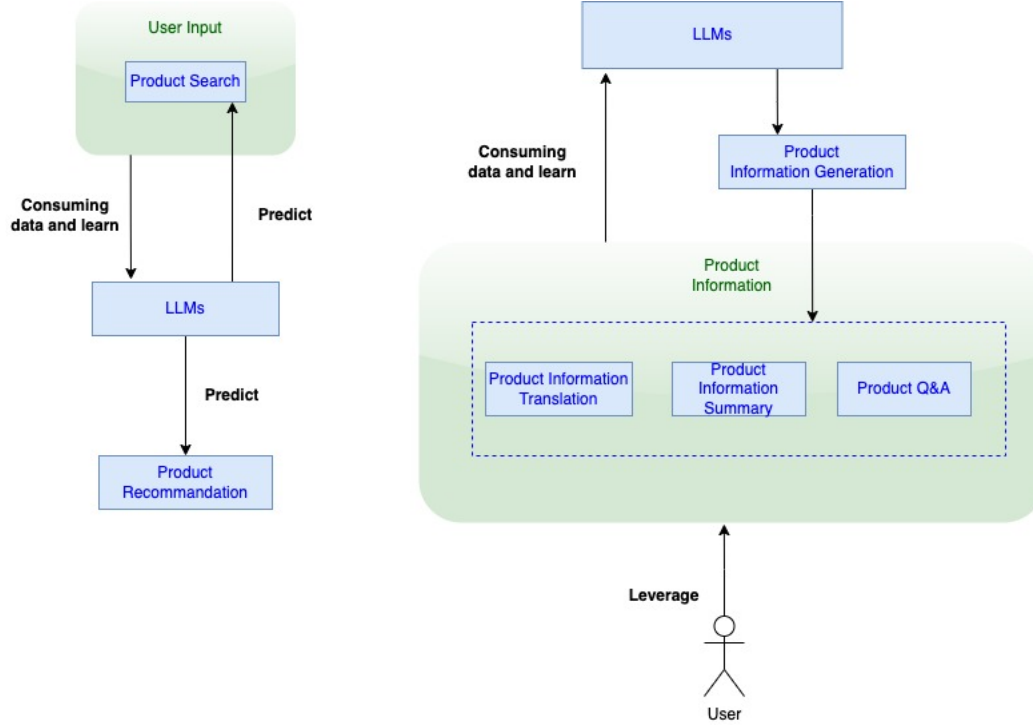 User Input
Product Search
Consuming
data and learn
Predict
LLMs
Predict
Product
Recommandation
LLMs
Consuming
data and learn
Product
Information Generation
Product
Information
Product Information
Translation
Product
Information
Summary
Product Q&A
Leverage
User